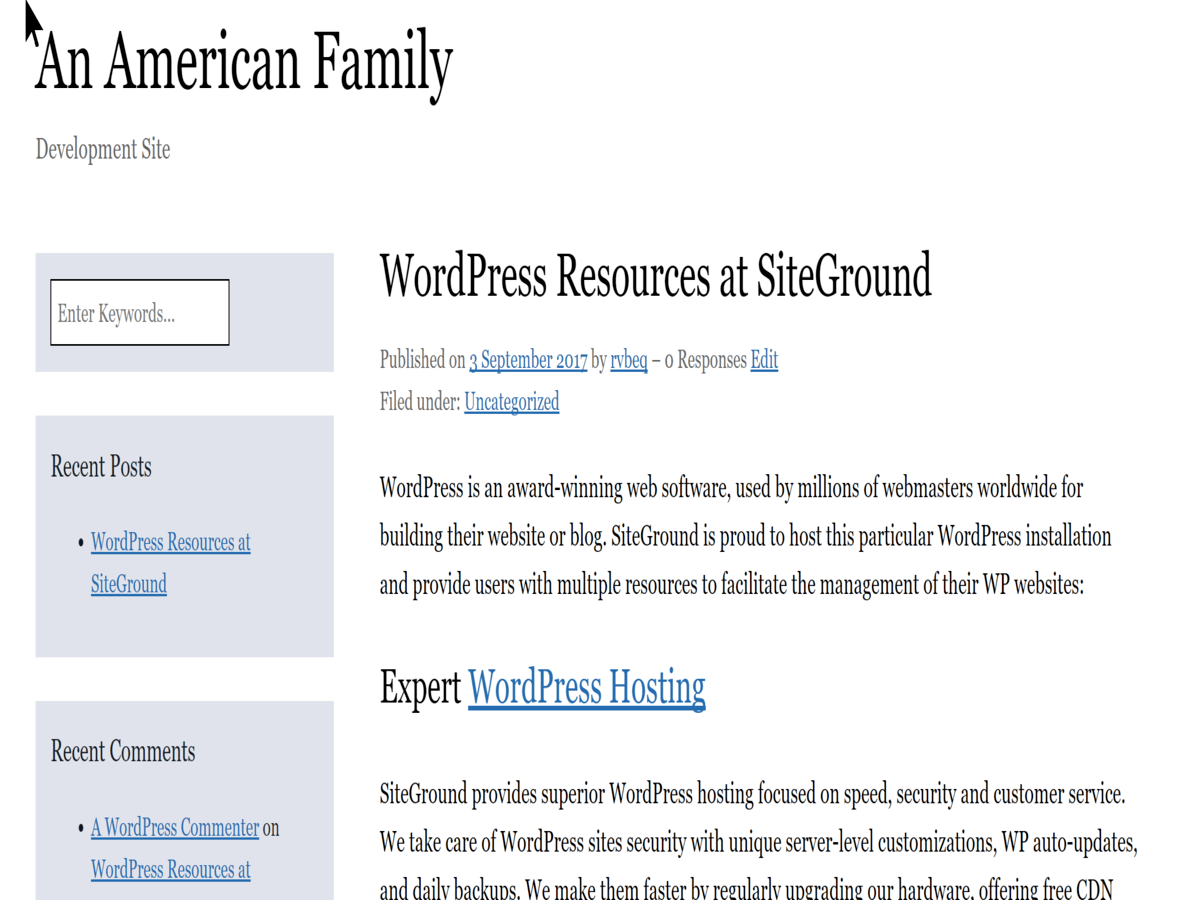 An American Family
Development Site
Enter Keywords...
Recent Posts
• WordPress Resources at
SiteGround
Recent Comments
• A WordPress Commenter on
WordPress Resources at
WordPress Resources at SiteGround
Published on 3 September 2017 by rvbeq – 0 Responses Edit
Filed under: Uncategorized
WordPress is an award-winning web software, used by millions of webmasters worldwide for
building their website or blog. SiteGround is proud to host this particular WordPress installation
and provide users with multiple resources to facilitate the management of their WP websites:
Expert WordPress Hosting
SiteGround provides superior WordPress hosting focused on speed, security and customer service.
We take care of WordPress sites security with unique server-level customizations, WP auto-updates,
and daily backups. We make them faster by regularly upgrading our hardware, offering free CDN